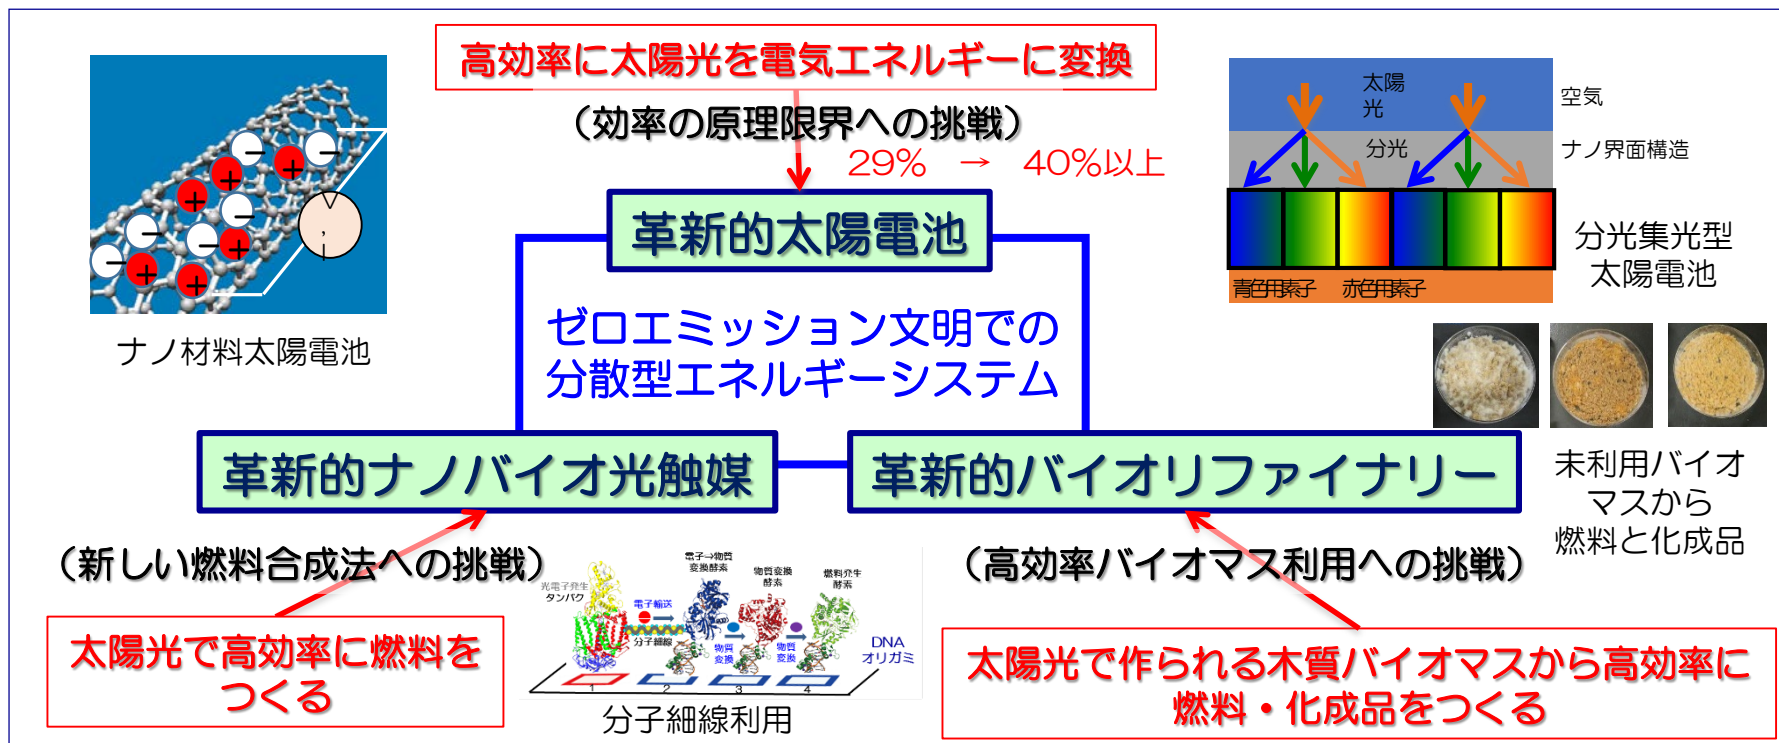 高効率に太陽光を電気エネルギーに変換
(効率の原理限界への挑戦)
29% → 40%以上
革新的太陽電池
ナノ材料太陽電池
太陽
光
空気
分光
ナノ界面構造
青色用素子
赤色用素子
分光集光型
太陽電池
ゼロエミッション文明での
分散型エネルギーシステム
革新的ナノバイオ光触媒
革新的バイオリファイナリー
未利用バイオ
マスから
燃料と化成品
(新しい燃料合成法への挑戦)
(高効率バイオマス利用への挑戦)
太陽光で高効率に燃料を
つくる
光電子発生
タンパク
電子輸送
分子細線
電子→物質
変換酵素
物質変換
酵素
燃料発生
酵素
物質
変換
物質
変換
DNA
オリガミ
1
2
3
4
分子細線利用
太陽光で作られる木質バイオマスから高効率に
燃料・化成品をつくる